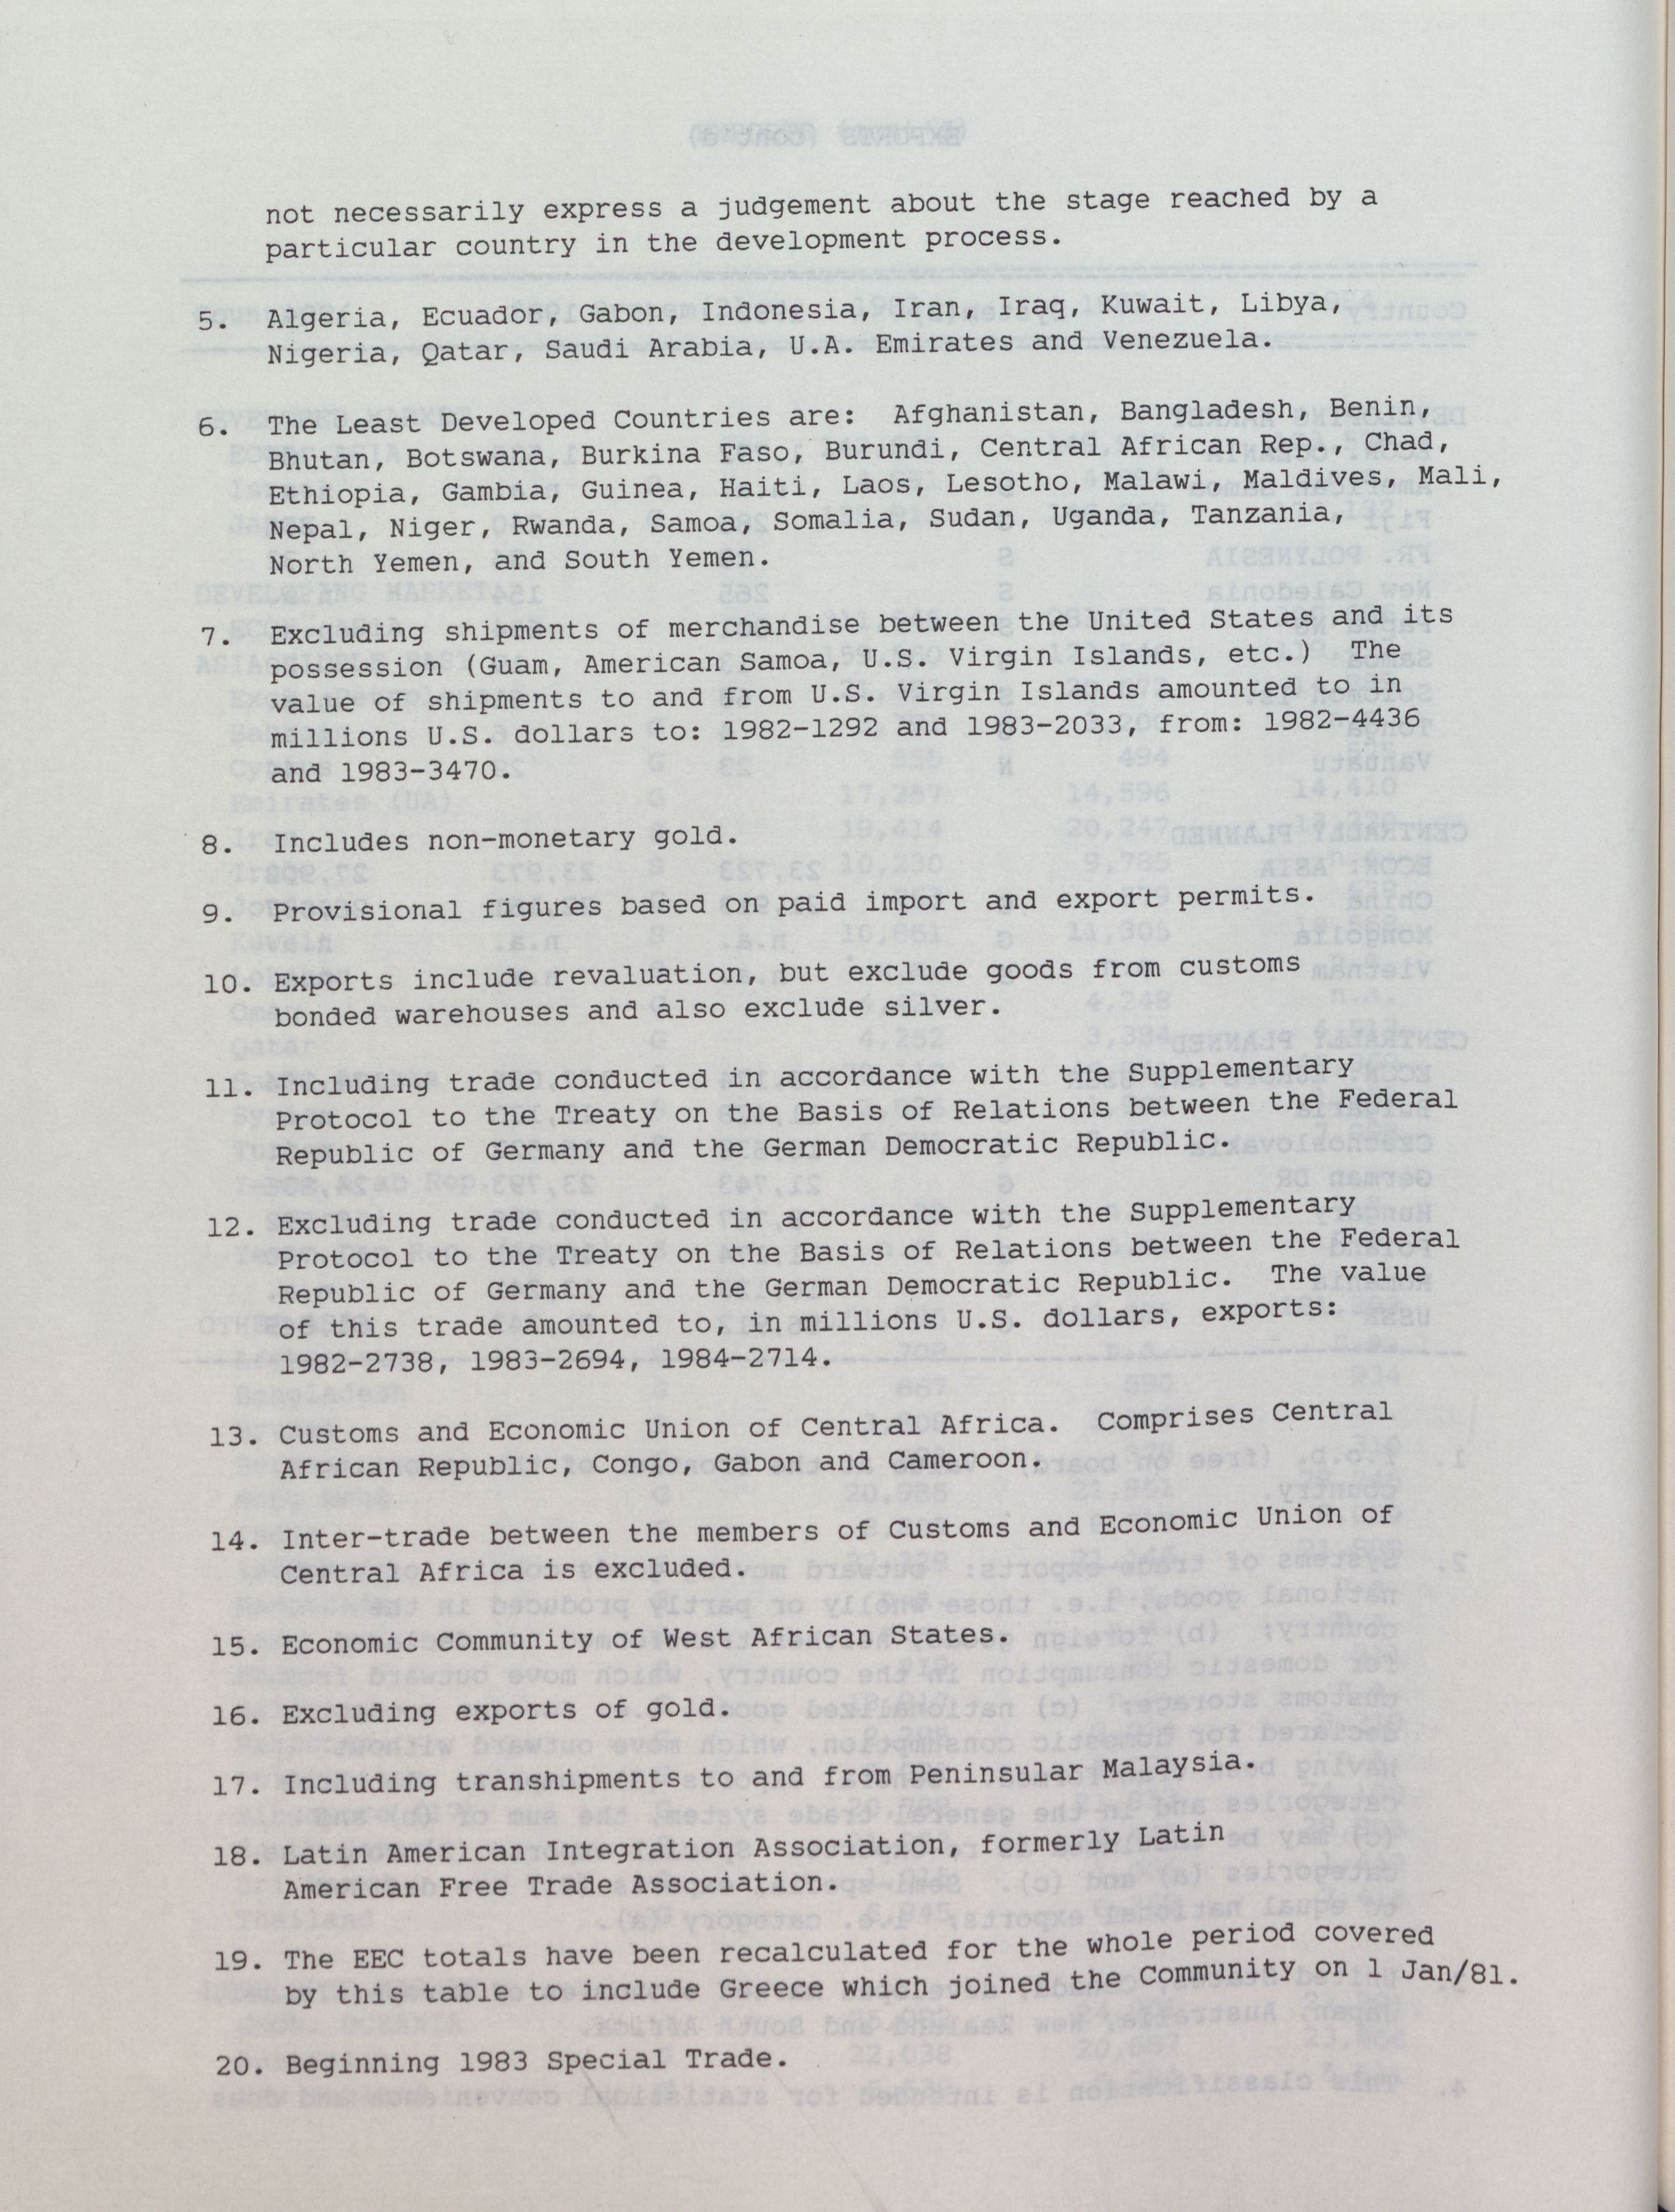 not necessarily express a judgement about the stage reached by a
particular country in the development process.
5. Algeria, Ecuador, Gabon, Indonesia, Iran, Iraq, Kuwait, Libya,
Nigeria, Qatar, Saudi Arabia, U.A. Emirates and Venezuela.
6. The Least Developed Countries are: Afghanistan, Bangladesh, Benin,
Bhutan, Botswana, Burkina Faso, Burundi, Central African Rep., Chad,
Ethiopia, Gambia, Guinea, Haiti, Laos, Lesotho, Malawi, Maldives, Mali,
Nepal, Niger, Rwanda, Samoa, Somalia, Sudan, Uganda, Tanzania,
North Yemen, and South Yemen.
7. Excluding shipments of merchandise between the United States and its
possession (Guam, American Samoa, U.S. Virgin Islands, etc.) The
value of shipments to and from U.S. Virgin Islands amounted to in
millions U.S. dollars to: 1982-1292 and 1983-2033, from: 1982-4436
and 1983-3470.
8. Includes non-monetary gold.
9. Provisional figures based on paid import and export permits.
10. Exports include revaluation, but exclude goods from customs
bonded warehouses and also exclude silver.
11. Including trade conducted in accordance with the Supplementary
Protocol to the Treaty on the Basis of Relations between the Federal
Republic of Germany and the German Democratic Republic.
12. Excluding trade conducted in accordance with the Supplementary
Protocol to the Treaty on the Basis of Relations between the Federal
Republic of Germany and the German Democratic Republic. The value
of this trade amounted to, in millions U.S. dollars, exports:
1982-2738, 1983-2694, 1984-2714.
13. Customs and Economic Union of Central Africa. Comprises Central
African Republic, Congo, Gabon and Cameroon.
14. Inter-trade between the members of Customs and Economic Union of
Central Africa is excluded.
15. Economic Community of West African States.
16. Excluding exports of gold.
17. Including transhipments to and from Peninsular Malaysia.
18. Latin American Integration Association, formerly Latin
American Free Trade Association.
19. The EEC totals have been recalculated for the whole period covered
by this table to include Greece which joined the Community on 1 Jan/81.
20. Beginning 1983 Special Trade.